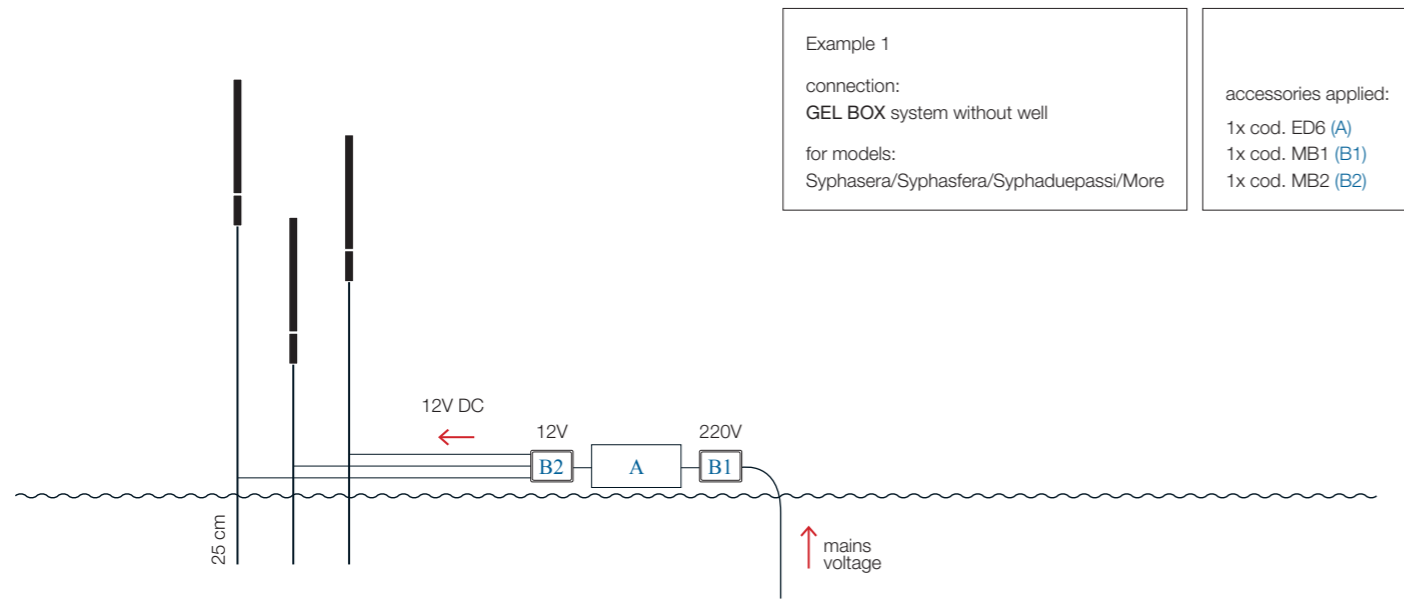 Example 1
connection:
GEL BOX system without well
for models:
Syphasera/Syphasfera/Syphaduepassi/More
accessories applied:
1x cod. ED6 (A)
1x cod. MB1 (B1)
1x cod. MB2 (B2)
12V DC
12V
220V
B2
A
B1
25 cm
mains
voltage